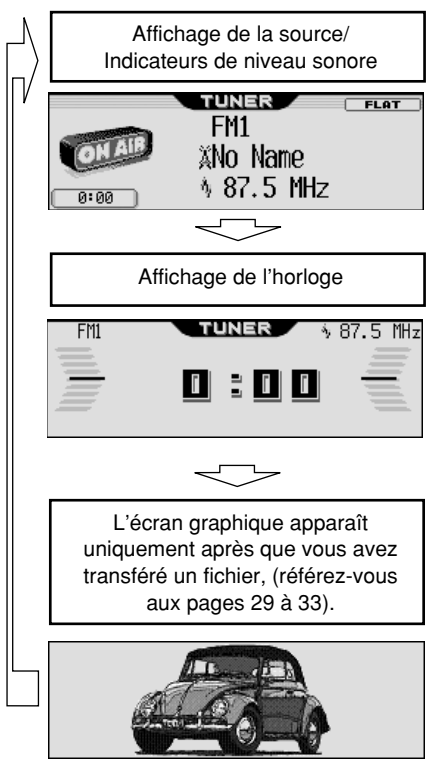 Affichage de la source/
Indicateurs de niveau sonore
TUNER
FLAT
FM1
ON AIR
No Name
87.5 MHz
0:00
Affichage de l'horloge
FM1
TUNER
87.5 MHz
0:00
L'écran graphique apparaît
uniquement après que vous avez
transféré un fichier, (référez-vous
aux pages 29 à 33).